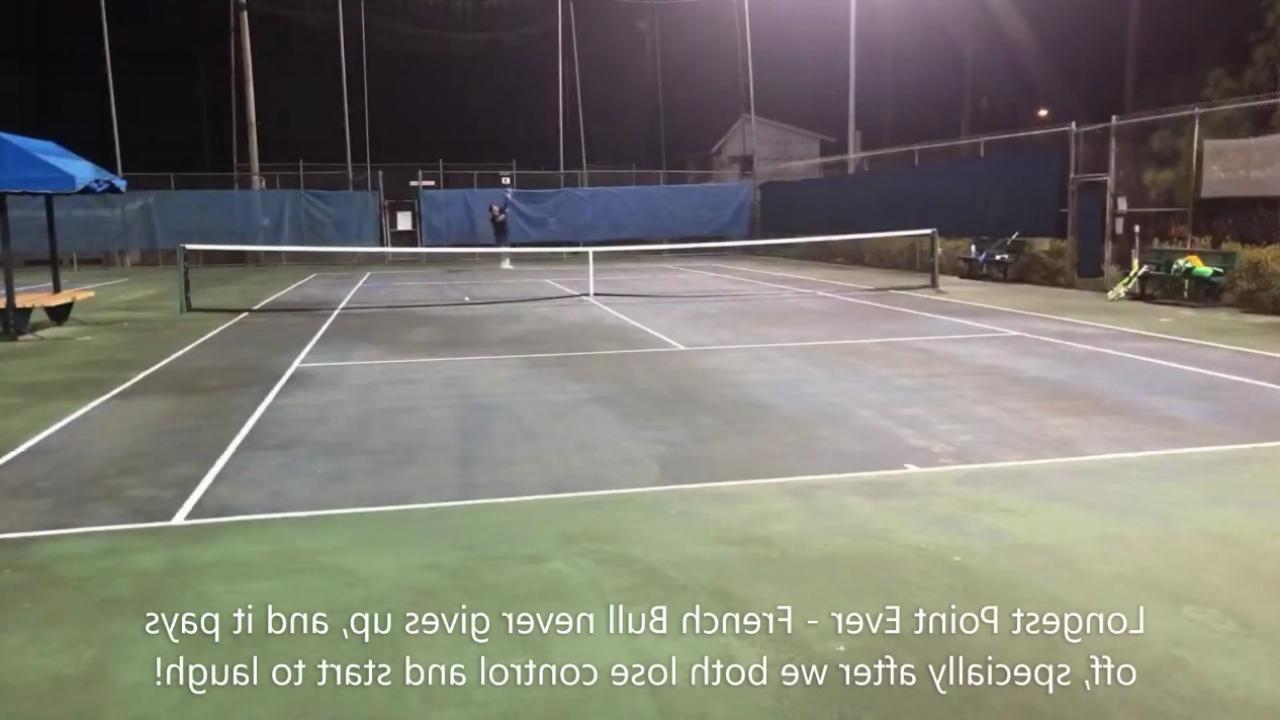 Longest Point Ever - French Bull never gives up, and it pays
off, specially after we both lose control and start to laugh!